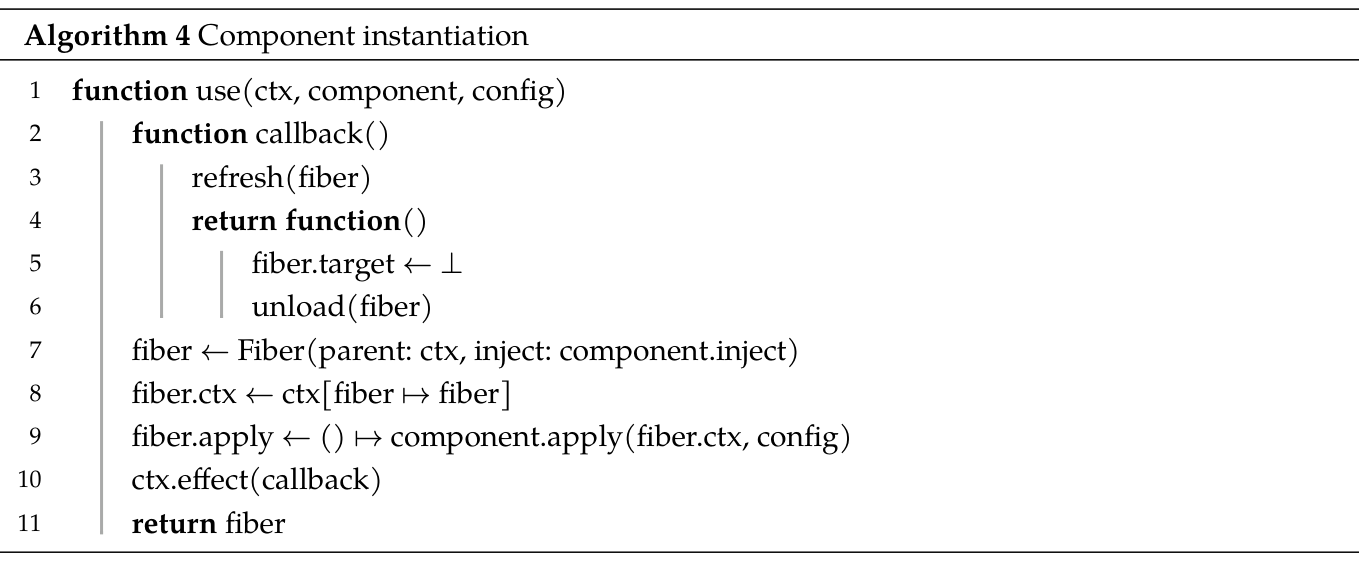 Algorithm 4 Component instantiation
1 function use(ctx, component, config)
2 function callback()
3 refresh(fiber)
4 return function()
5 fiber.target ← ⊥
6 unload(fiber)
7 fiber ← Fiber(parent: ctx, inject: component.inject)
8 fiber.ctx ← ctx[fiber ↦ fiber]
9 fiber.apply ← () ↦ component.apply(fiber.ctx, config)
10 ctx.effect(callback)
11 return fiber